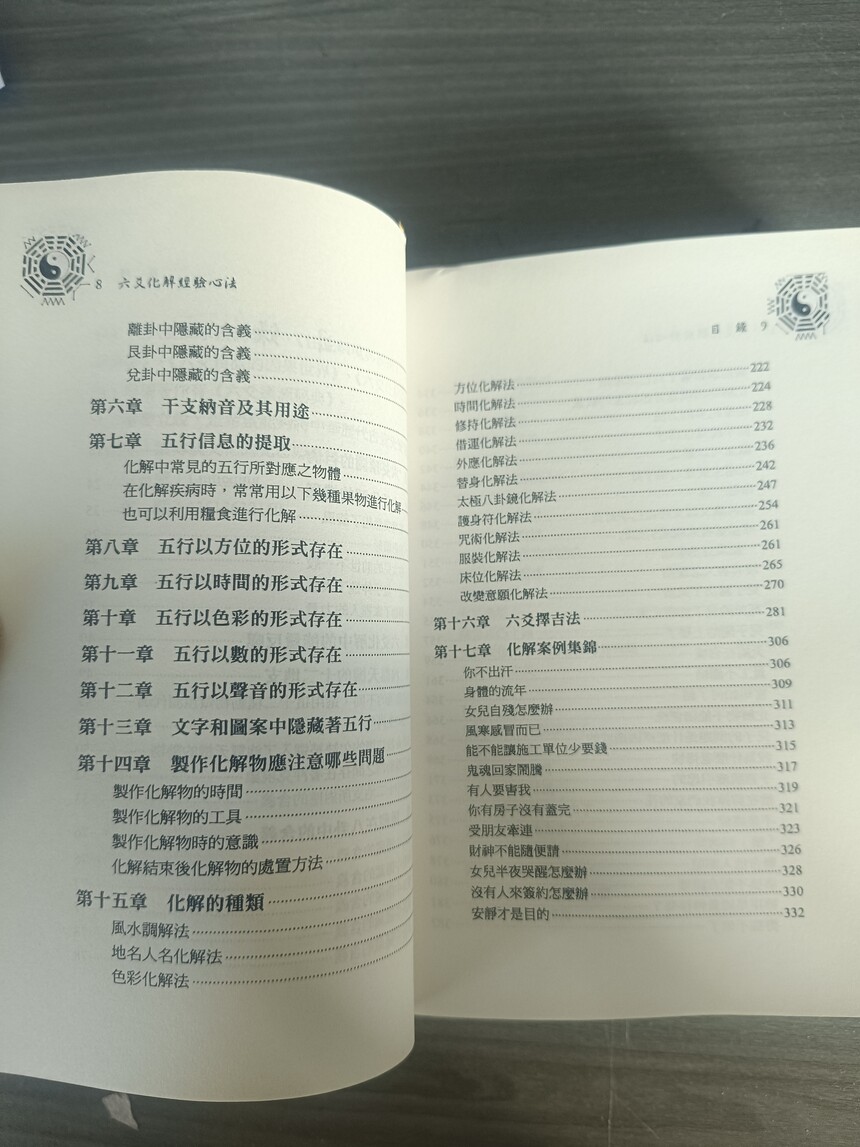 8 六爻化解經驗心法
離卦中隱藏的含義
艮卦中隱藏的含義
兌卦中隱藏的含義
第六章 干支納音及其用途
第七章 五行信息的提取
化解中常見的五行所對應之物體
在化解疾病時，常常用以下幾種果物進行化解
也可以利用糧食進行化解
第八章 五行以方位的形式存在
第九章 五行以時間的形式存在
第十章 五行以色彩的形式存在
第十一章 五行以數的形式存在
第十二章 五行以聲音的形式存在
第十三章 文字和圖案中隱藏著五行
第十四章 製作化解物應注意哪些問題
製作化解物的時間
製作化解物的工具
製作化解物時的意識
化解結束後化解物的處置方法
第十五章 化解的種類
風水調解法
地名人名化解法
色彩化解法
目 錄 9
方位化解法 222
時間化解法 224
修持化解法 228
借運化解法 232
外應化解法 236
替身化解法 242
太極八卦鏡化解法 247
護身符化解法 254
咒術化解法 261
服裝化解法 261
床位化解法 265
改變意願化解法 270
第十六章 六爻擇吉法 281
第十七章 化解案例集錦 306
你不出汗 306
身體的流年 309
女兒自殘怎麼辦 311
風寒感冒而已 313
能不能讓施工單位少要錢 315
鬼魂回家鬧騰 317
有人要害我 319
你有房子沒有蓋完 321
受朋友牽連 323
財神不能隨便請 326
女兒半夜哭醒怎麼辦 328
沒有人來簽約怎麼辦 330
安靜才是目的 332